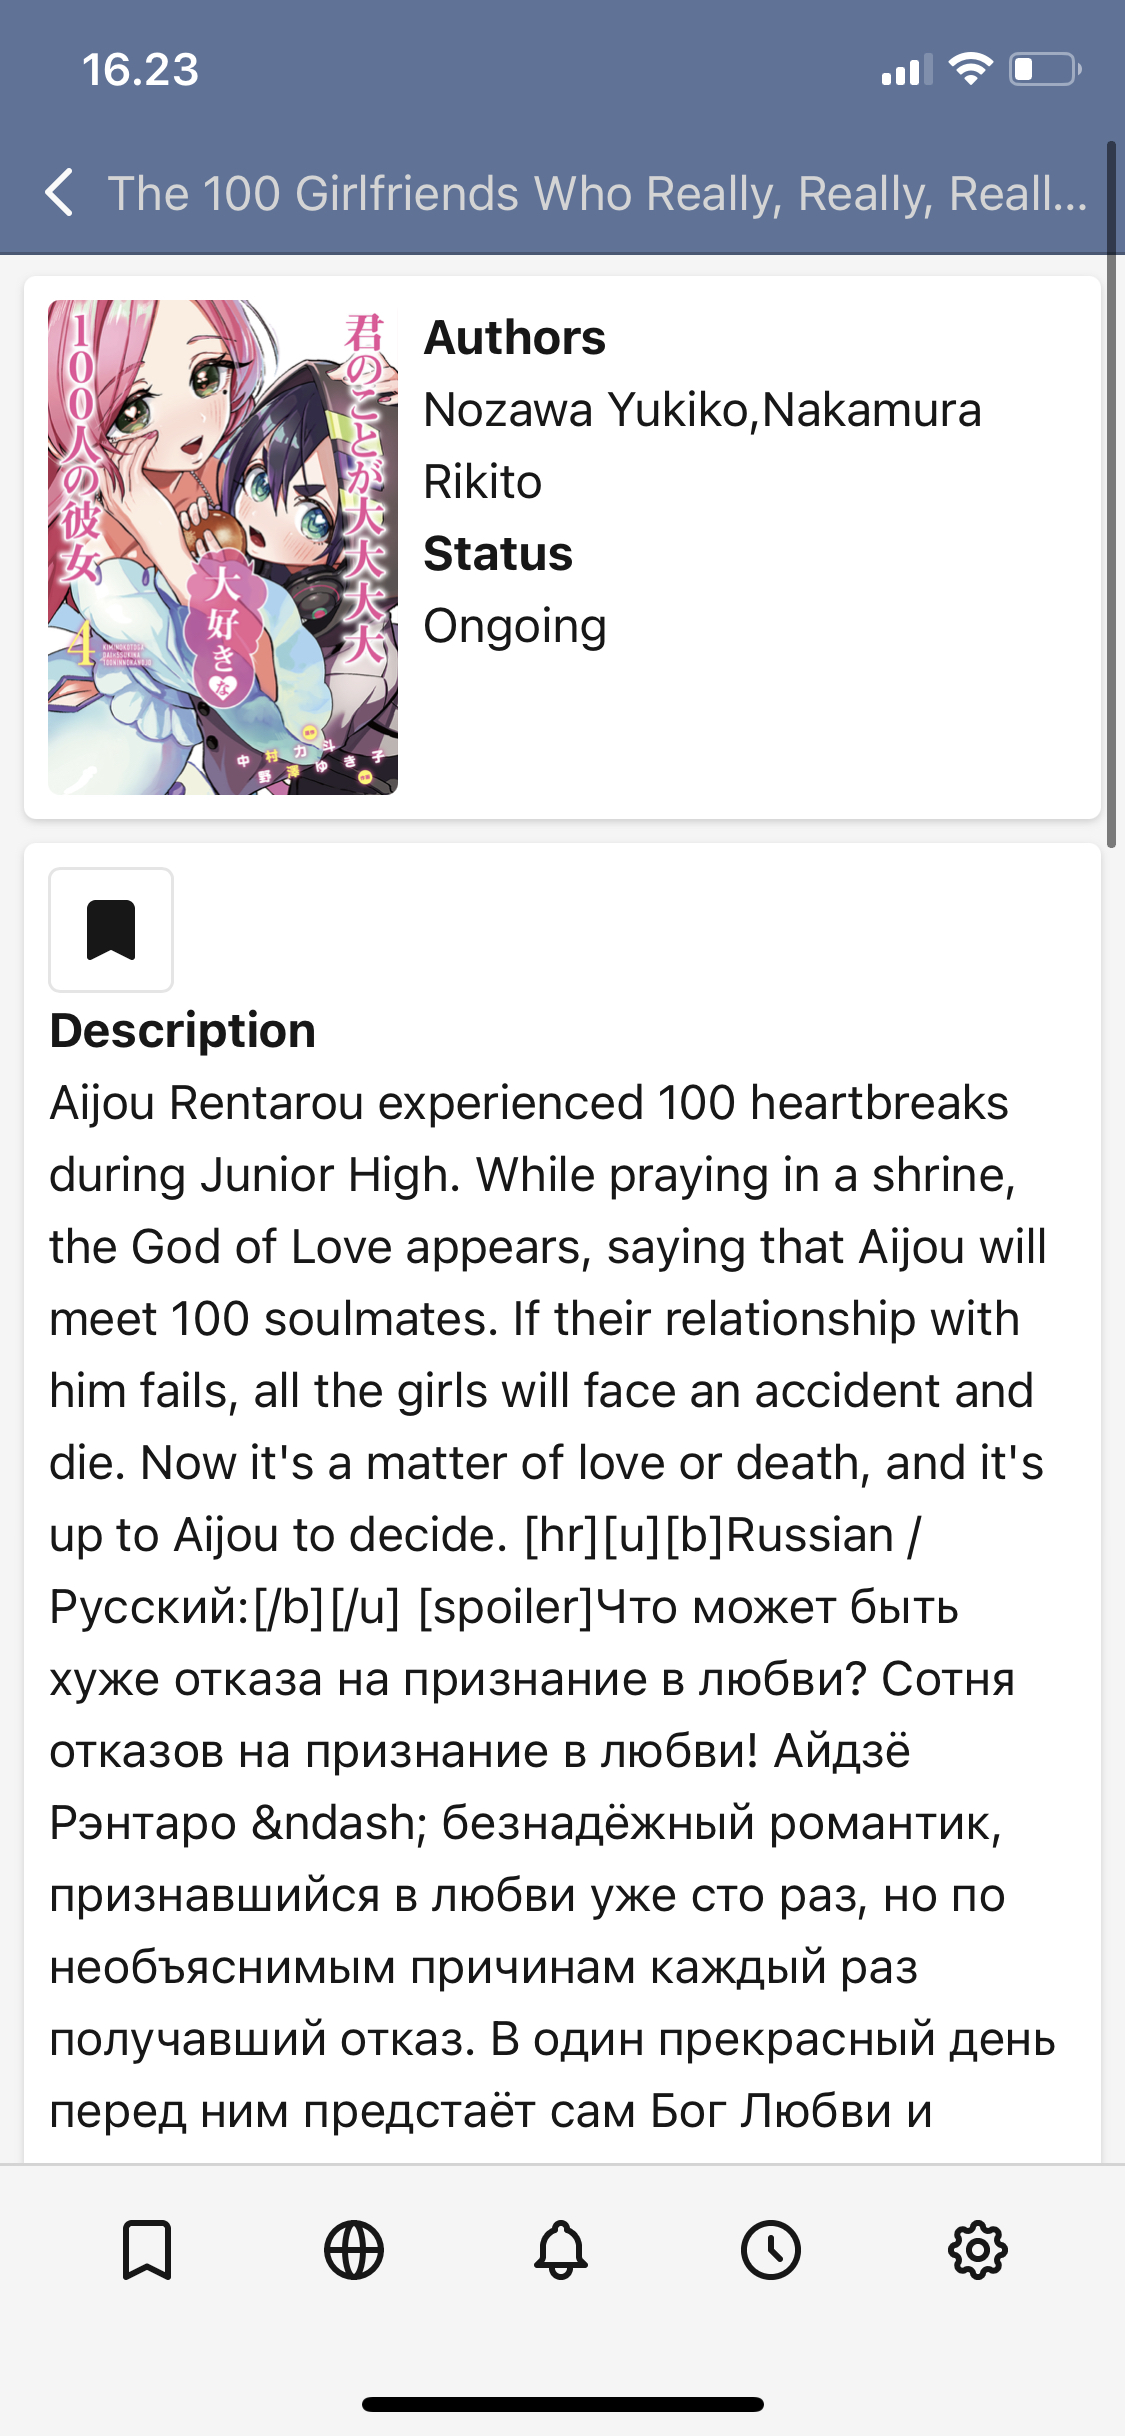 16.23
The 100 Girlfriends Who Really, Really, Reall...
君のことが大大大大
大好きな
100人の彼女
4
KIMINOKOTOGA
DAIDAISUKINA
100NINNOKANOJO
中村力斗
野澤ゆき子
Authors
Nozawa Yukiko,Nakamura
Rikito
Status
Ongoing
Description
Aijou Rentarou experienced 100 heartbreaks
during Junior High. While praying in a shrine,
the God of Love appears, saying that Aijou will
meet 100 soulmates. If their relationship with
him fails, all the girls will face an accident and
die. Now it's a matter of love or death, and it's
up to Aijou to decide. [hr][u][b]Russian /
Русский:[/b][/u] [spoiler]Что может быть
хуже отказа на признание в любви? Сотня
отказов на признание в любви! Айдзё
Рэнтаро &ndash; безнадёжный романтик,
признавшийся в любви уже сто раз, но по
необъяснимым причинам каждый раз
получавший отказ. В один прекрасный день
перед ним предстаёт сам Бог Любви и